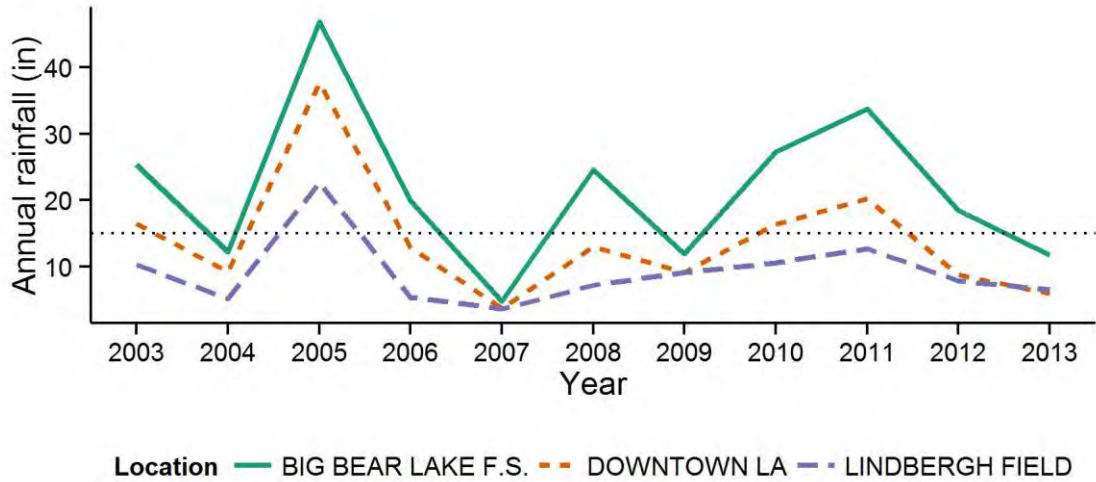 Annual rainfall (in)
40
30
20
10
2003 2004 2005 2006 2007 2008 2009 2010 2011 2012 2013
Year
Location BIG BEAR LAKE F.S. DOWNTOWN LA LINDBERGH FIELD